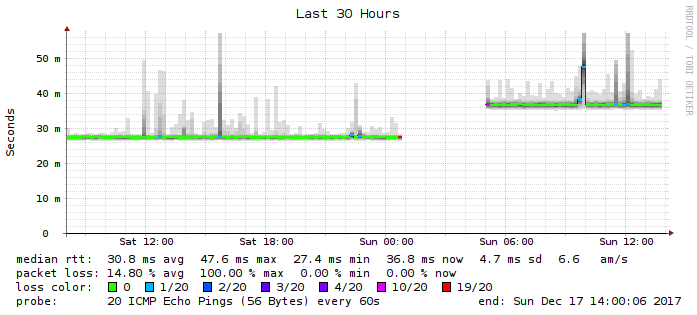 Last 30 Hours
RRDTOOL / TOBI OETIKER
Seconds
50 m
40 m
30 m
20 m
10 m
0
Sat 12:00 Sat 18:00 Sun 00:00 Sun 06:00 Sun 12:00
median rtt: 30.8 ms avg 47.6 ms max 27.4 ms min 36.8 ms now 4.7 ms sd 6.6 am/s
packet loss: 14.80 % avg 100.00 % max 0.00 % min 0.00 % now
loss color: 0 1/20 2/20 3/20 4/20 10/20 19/20
probe: 20 ICMP Echo Pings (56 Bytes) every 60s end: Sun Dec 17 14:00:06 2017